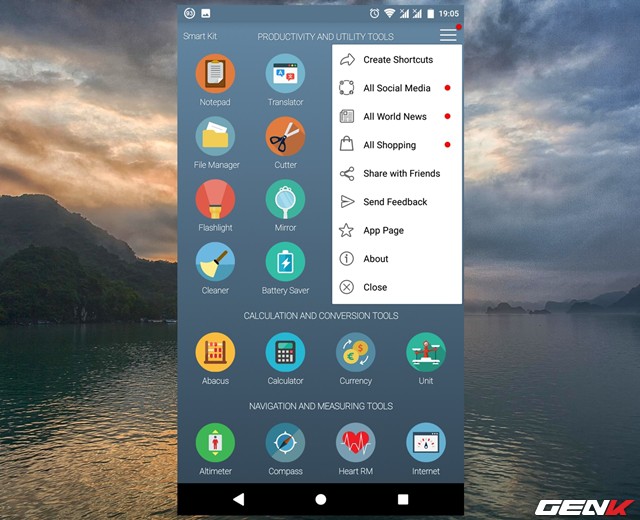 93
19:05
Smart Kit
PRODUCTIVITY AND UTILITY TOOLS
Create Shortcuts
All Social Media
All World News
All Shopping
Share with Friends
Send Feedback
App Page
About
Close
Notepad
Translator
File Manager
Cutter
Flashlight
Mirror
Cleaner
Battery Saver
CALCULATION AND CONVERSION TOOLS
Abacus
Calculator
Currency
Unit
NAVIGATION AND MEASURING TOOLS
Altimeter
Compass
Heart RM
Internet
GENK